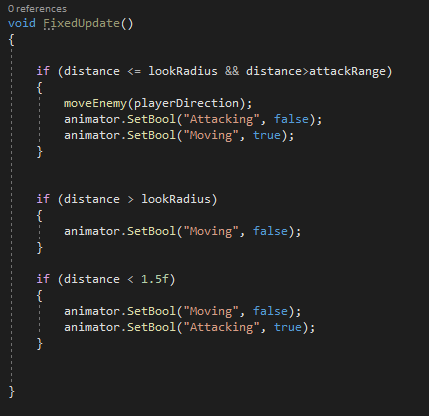 0 references
void FixedUpdate()
{
if (distance <= lookRadius && distance>attackRange)
{
moveEnemy(playerDirection);
animator.SetBool("Attacking", false);
animator.SetBool("Moving", true);
}
if (distance > lookRadius)
{
animator.SetBool("Moving", false);
}
if (distance < 1.5f)
{
animator.SetBool("Moving", false);
animator.SetBool("Attacking", true);
}
}